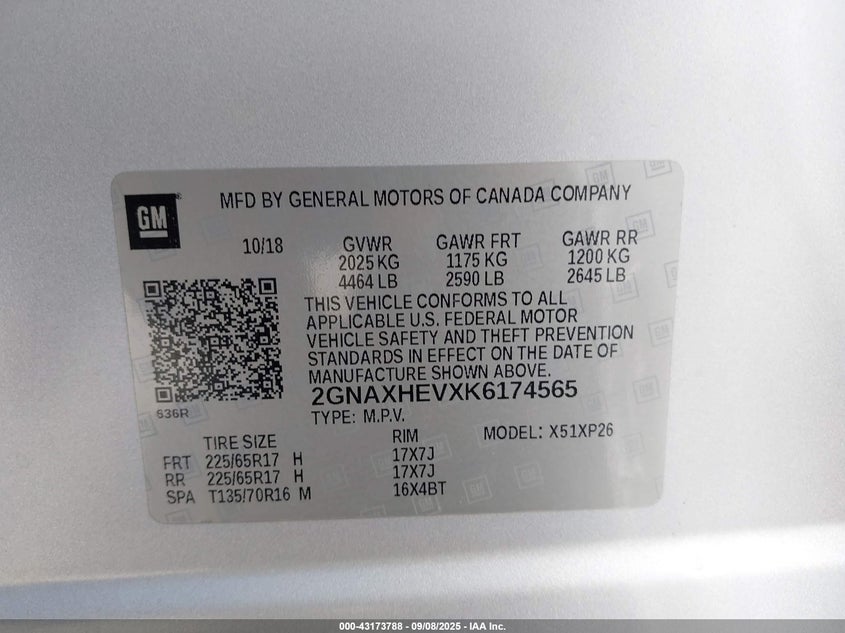 GM
MFD BY GENERAL MOTORS OF CANADA COMPANY
10/18 GVWR GAWR FRT GAWR RR
2025 KG 1175 KG 1200 KG
4464 LB 2590 LB 2645 LB
THIS VEHICLE CONFORMS TO ALL
APPLICABLE U.S. FEDERAL MOTOR
VEHICLE SAFETY AND THEFT PREVENTION
STANDARDS IN EFFECT ON THE DATE OF
MANUFACTURE SHOWN ABOVE.
2GNAXHEVXK6174565
636R
TYPE: M.P.V.
TIRE SIZE RIM MODEL: X51XP26
FRT 225/65R17 H 17X7J
RR 225/65R17 H 17X7J
SPA T135/70R16 M 16X4BT
000-43173788 - 09/08/2025 - IAA Inc.